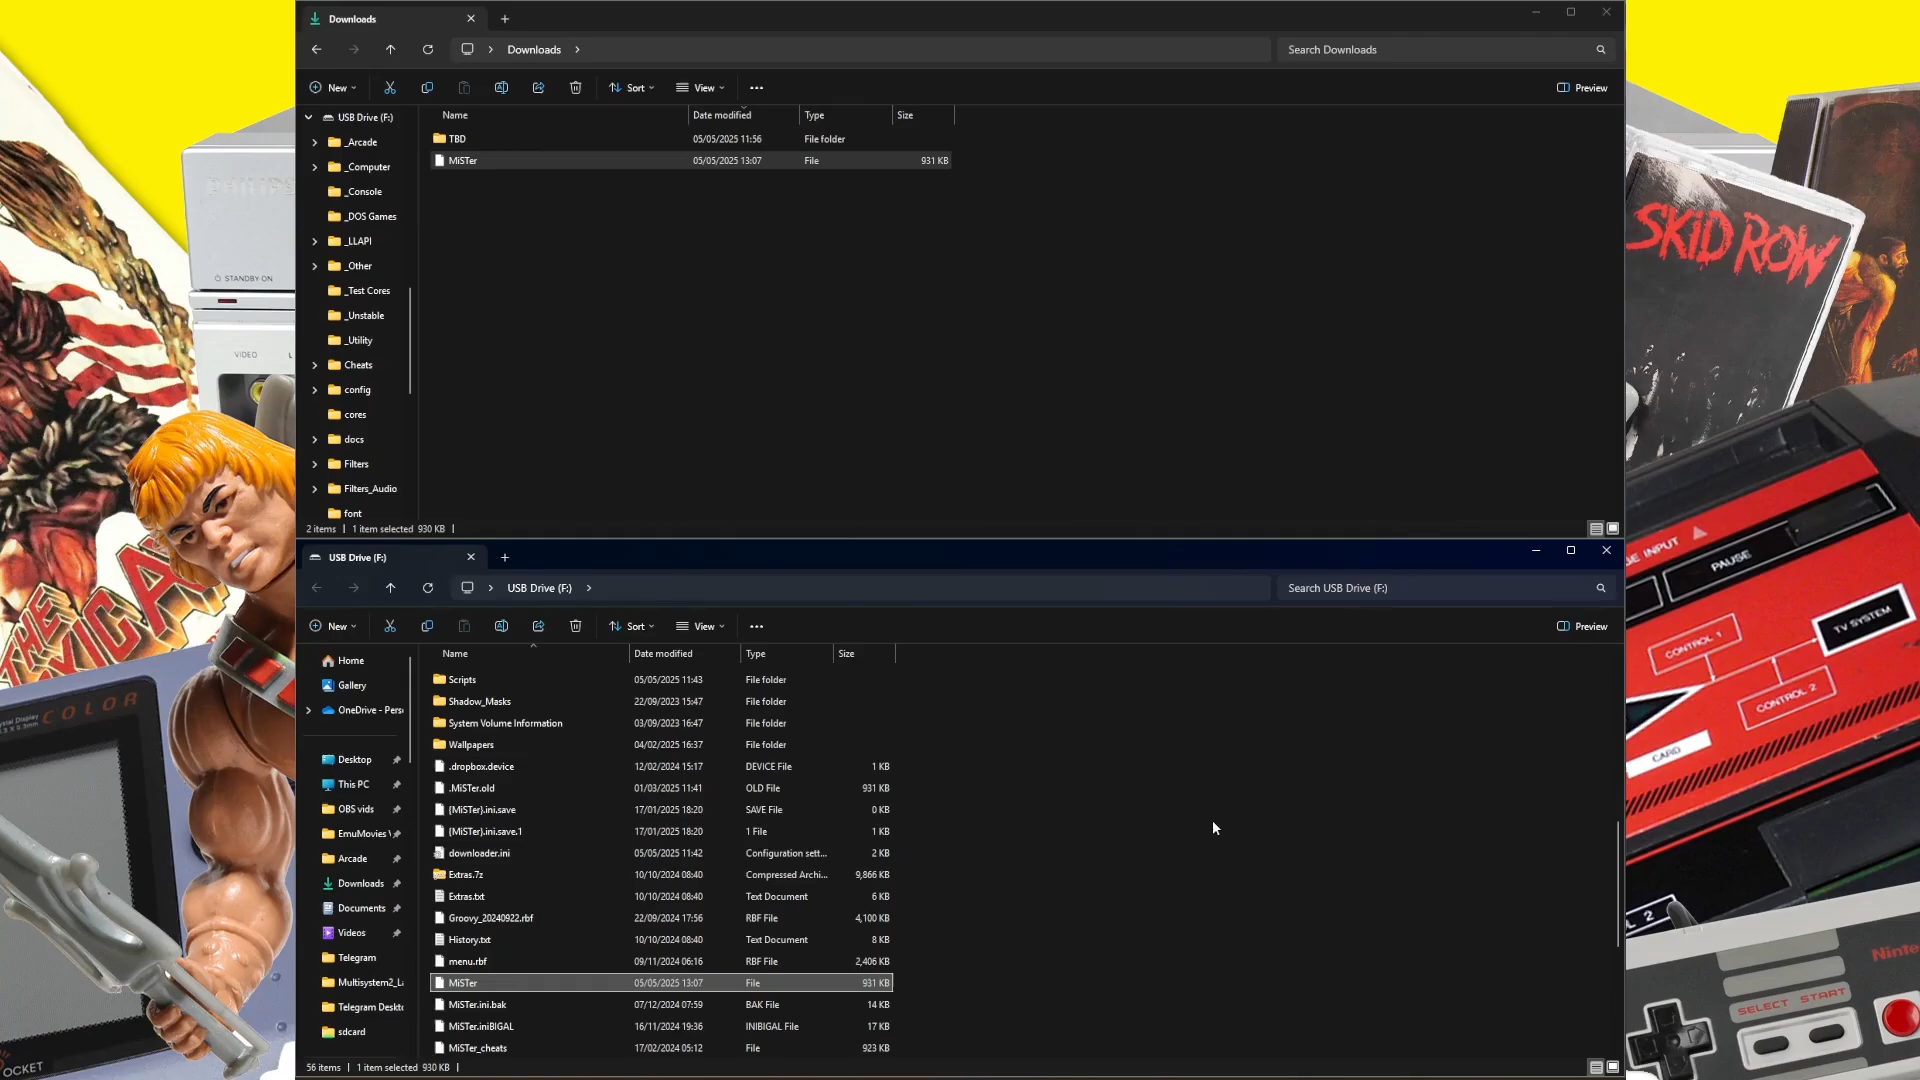 Downloads
Downloads
Search Downloads
New
Sort
View
Preview
Name Date modified Type Size
USB Drive (F:)
_Arcade
_Computer
_Console
_DOS Games
_LLAPI
_Other
_Test Cores
_Unstable
_Utility
Cheats
config
cores
docs
Filters
Filters_Audio
font
TBD 05/05/2025 11:56 File folder
MiSTer 05/05/2025 13:07 File 931 KB
2 items 1 item selected 930 KB
USB Drive (F:)
USB Drive (F:)
Search USB Drive (F:)
New
Sort
View
Preview
Name Date modified Type Size
Home
Gallery
OneDrive - Pers
Desktop
This PC
OBS vids
EmuMovies
Arcade
Downloads
Documents
Videos
Telegram
Multisystem2_La
Telegram Deskto
sdcard
Scripts 05/05/2025 11:43 File folder
Shadow_Masks 22/09/2023 15:47 File folder
System Volume Information 03/09/2023 16:47 File folder
Wallpapers 04/02/2025 16:37 File folder
.dropbox.device 12/02/2024 15:17 DEVICE File 1 KB
.MiSTer.old 01/03/2025 11:41 OLD File 931 KB
{MiSTer}.ini.save 17/01/2025 18:20 SAVE File 0 KB
{MiSTer}.ini.save.1 17/01/2025 18:20 1 File 1 KB
downloader.ini 05/05/2025 11:42 Configuration sett... 2 KB
Extras.7z 10/10/2024 08:40 Compressed Archi... 9,866 KB
Extras.txt 10/10/2024 08:40 Text Document 6 KB
Groovy_20240922.rbf 22/09/2024 17:56 RBF File 4,100 KB
History.txt 10/10/2024 08:40 Text Document 8 KB
menu.rbf 09/11/2024 06:16 RBF File 2,406 KB
MiSTer 05/05/2025 13:07 File 931 KB
MiSTer.ini.bak 07/12/2024 07:59 BAK File 14 KB
MiSTer.iniBIGAL 16/11/2024 19:36 INIBIGAL File 17 KB
MiSTer_cheats 17/02/2024 05:12 File 923 KB
56 items 1 item selected 930 KB
PHILIPS
STANDBY·ON
VIDEO L
THE
COLOR
OCKET
SKID ROW
GE INPUT
PAUSE
TV SYSTEM
CONTROL 1
CONTROL 2
CARD
L 2
Ninte
SELECT START